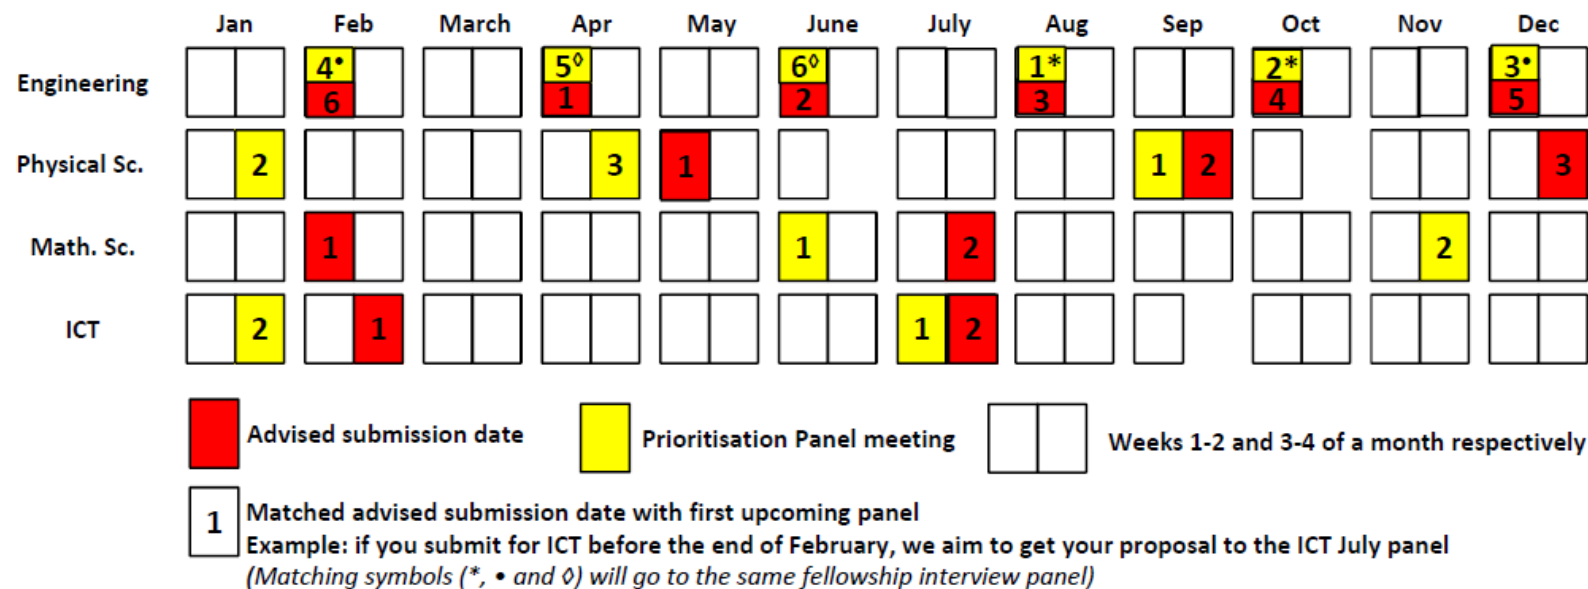 Jan Feb March Apr May June July Aug Sep Oct Nov Dec
Engineering 4• 5◊ 6◊ 1* 2* 3•
6 1 2 3 4 5
Physical Sc. 2 3 1 1 2 3
Math. Sc. 1 1 2 2
ICT 2 1 1 2
Advised submission date Prioritisation Panel meeting Weeks 1-2 and 3-4 of a month respectively
1 Matched advised submission date with first upcoming panel
Example: if you submit for ICT before the end of February, we aim to get your proposal to the ICT July panel
(Matching symbols (*, • and ◊) will go to the same fellowship interview panel)